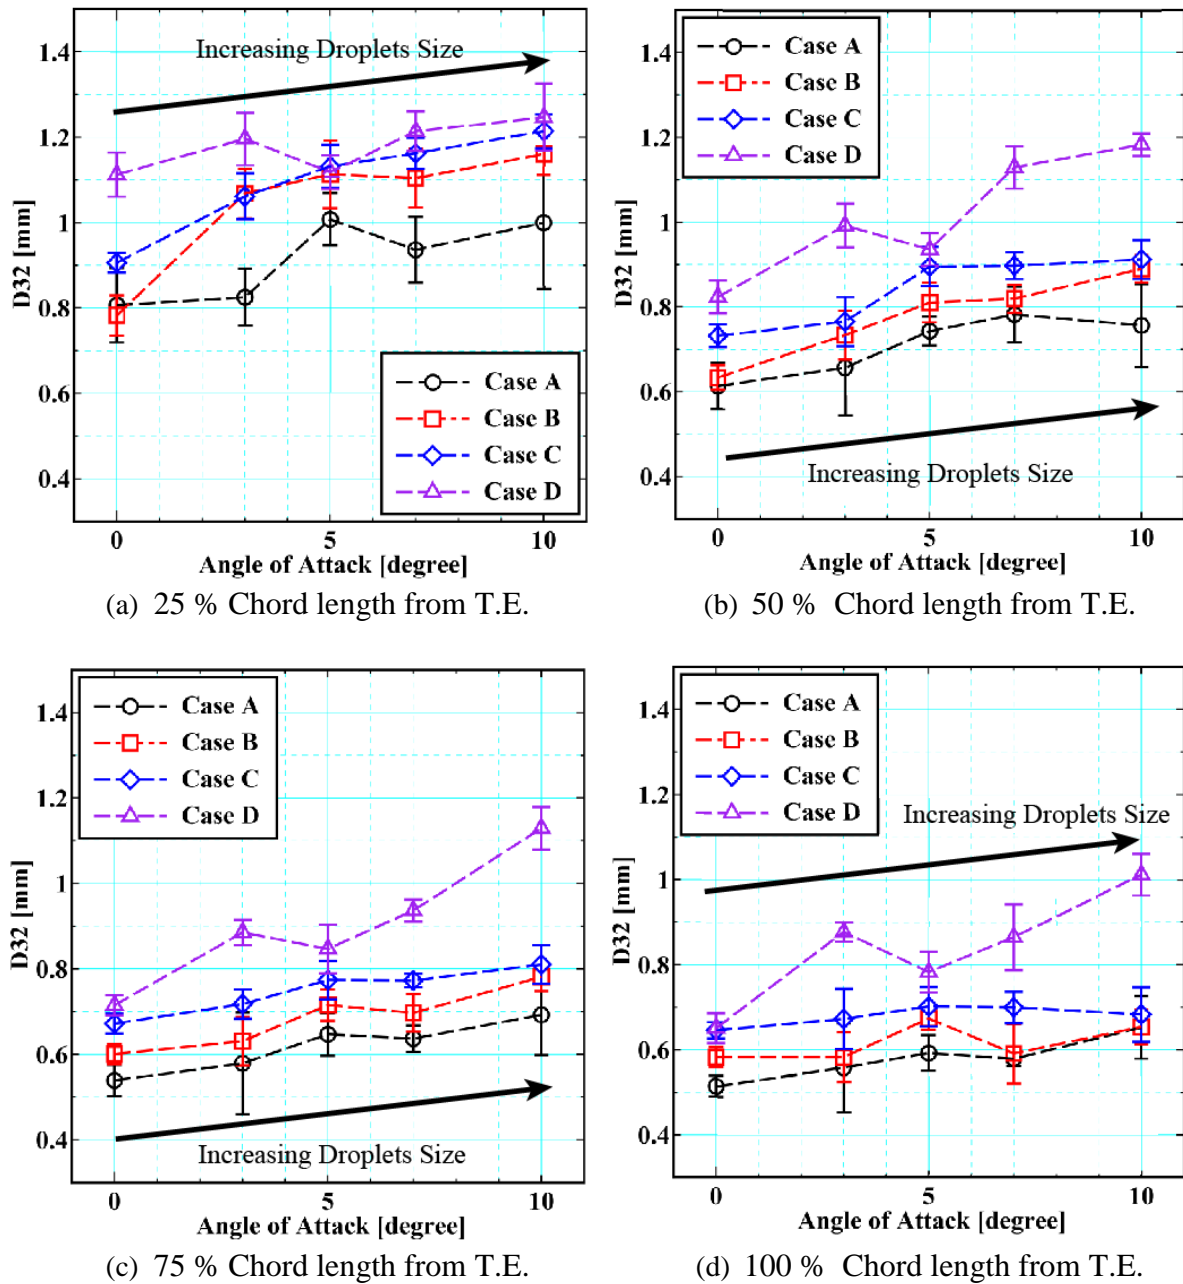 Increasing Droplets Size
1.4
1.2
1
0.8
0.6
0.4
D32 [mm]
Case A
Case B
Case C
Case D
0
5
10
Angle of Attack [degree]
(a) 25 % Chord length from T.E.
1.4
1.2
1
0.8
0.6
0.4
D32 [mm]
Case A
Case B
Case C
Case D
Increasing Droplets Size
0
5
10
Angle of Attack [degree]
(b) 50 % Chord length from T.E.
1.4
1.2
1
0.8
0.6
0.4
D32 [mm]
Case A
Case B
Case C
Case D
Increasing Droplets Size
0
5
10
Angle of Attack [degree]
(c) 75 % Chord length from T.E.
1.4
1.2
1
0.8
0.6
0.4
D32 [mm]
Case A
Case B
Case C
Case D
Increasing Droplets Size
0
5
10
Angle of Attack [degree]
(d) 100 % Chord length from T.E.